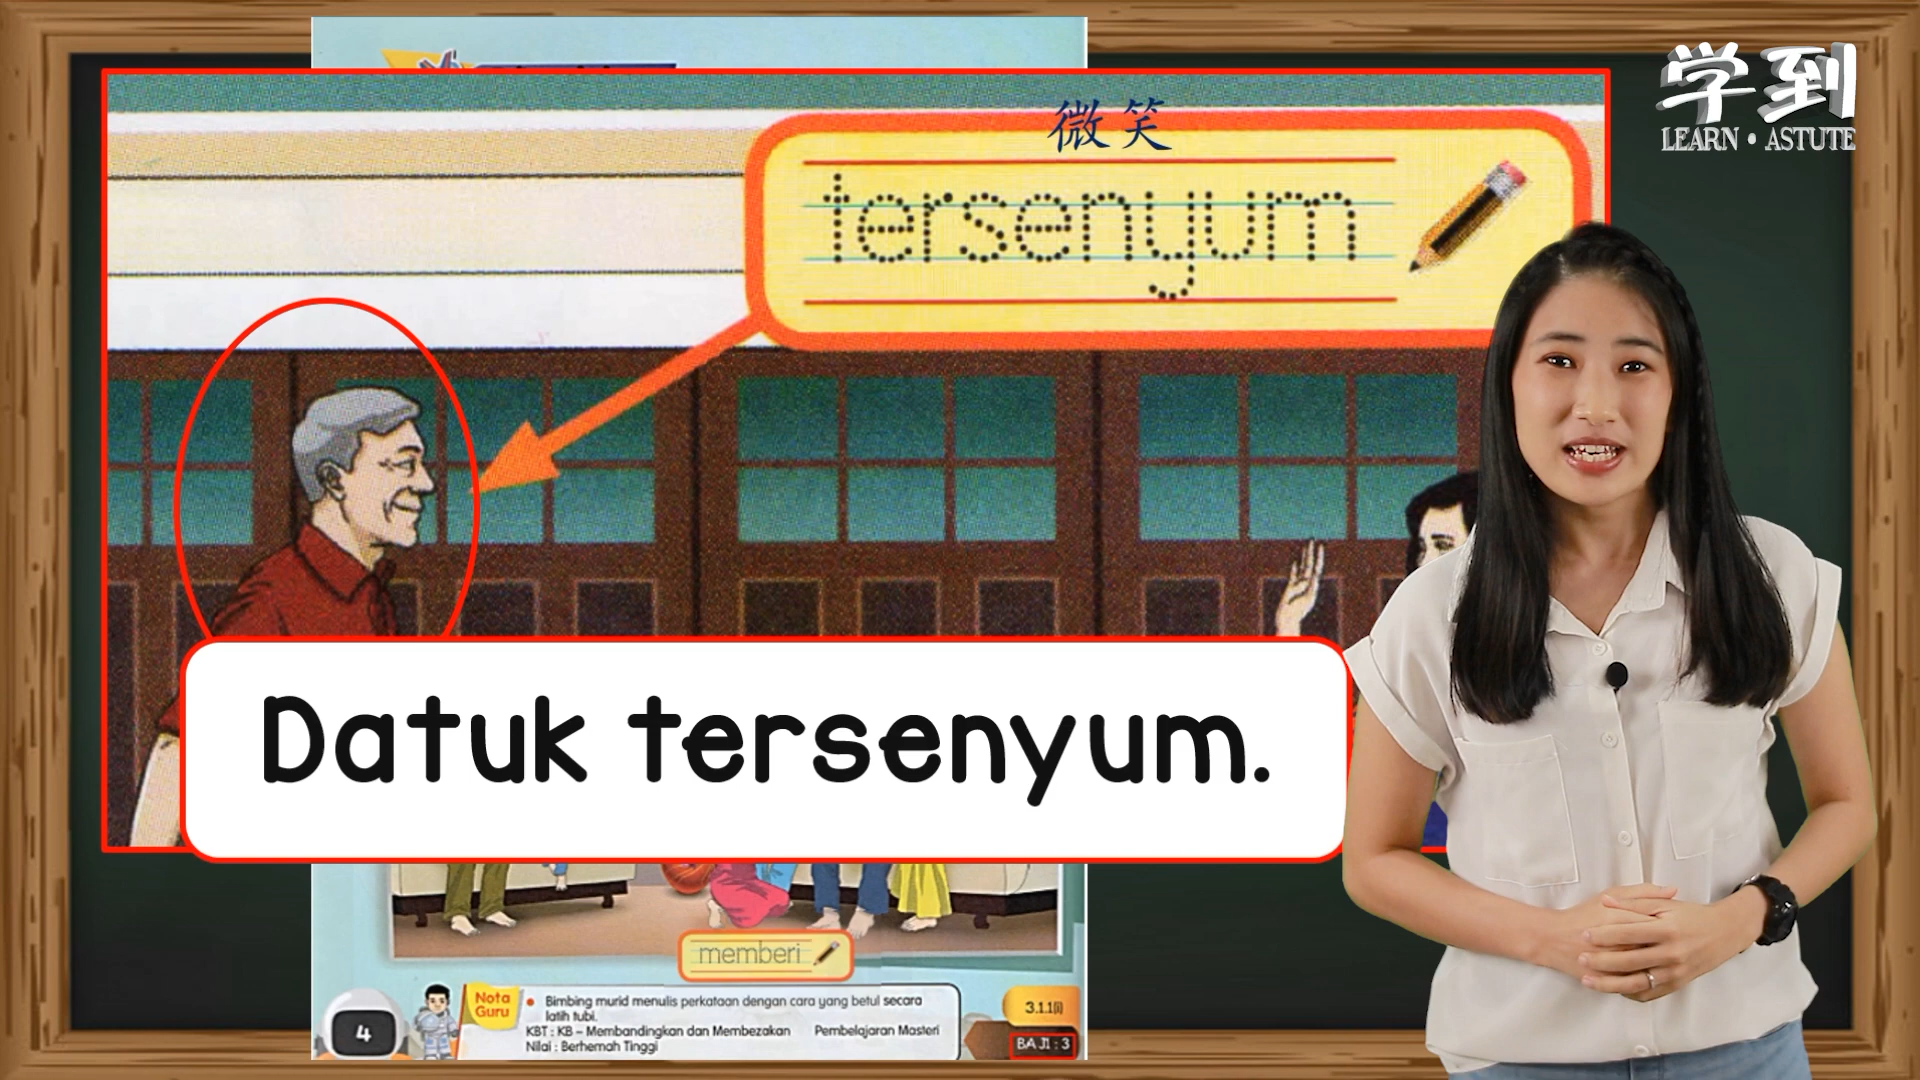 学到
LEARN • ASTUTE
微笑
tersenyum
Datuk tersenyum.
memberi
Nota
Guru
• Bimbing murid menulis perkataan dengan cara yang betul secara
latih tubi.
KBT : KB – Membandingkan dan Membezakan Pembelajaran Masteri
Nilai : Berhemah Tinggi
4
3.1.1(i)
BA J1 : 3